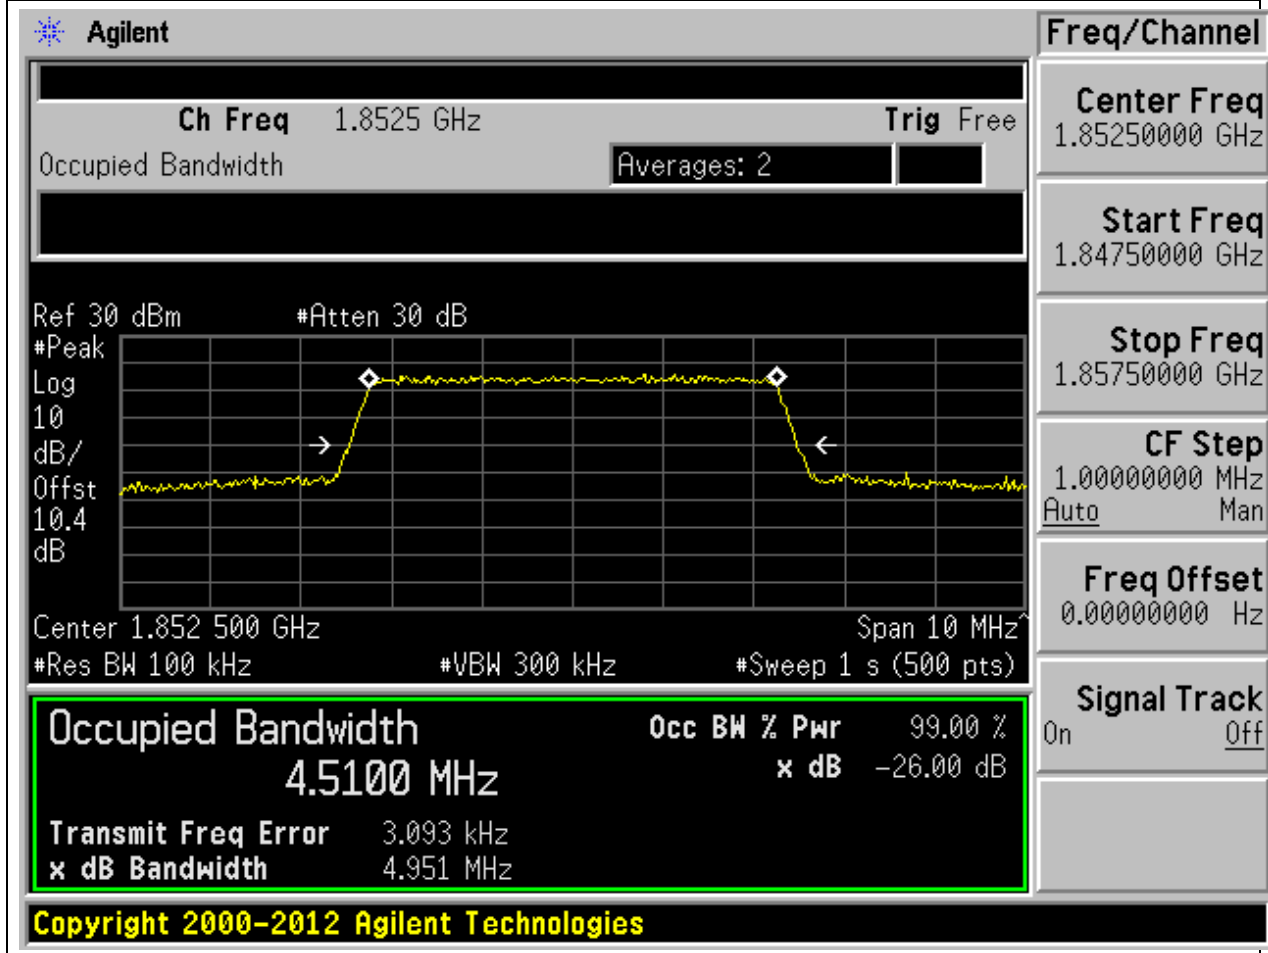 Agilent
Freq/Channel
Ch Freq 1.8525 GHz Trig Free
Occupied Bandwidth Averages: 2
Center Freq
1.85250000 GHz
Start Freq
1.84750000 GHz
Stop Freq
1.85750000 GHz
CF Step
1.00000000 MHz
Auto Man
Freq Offset
0.00000000 Hz
Signal Track
On Off
Ref 30 dBm #Atten 30 dB
#Peak
Log
10
dB/
Offst
10.4
dB
Center 1.852 500 GHz Span 10 MHz^
#Res BW 100 kHz #VBW 300 kHz #Sweep 1 s (500 pts)
Occupied Bandwidth Occ BW % Pwr 99.00 %
4.5100 MHz x dB -26.00 dB
Transmit Freq Error 3.093 kHz
x dB Bandwidth 4.951 MHz
Copyright 2000-2012 Agilent Technologies